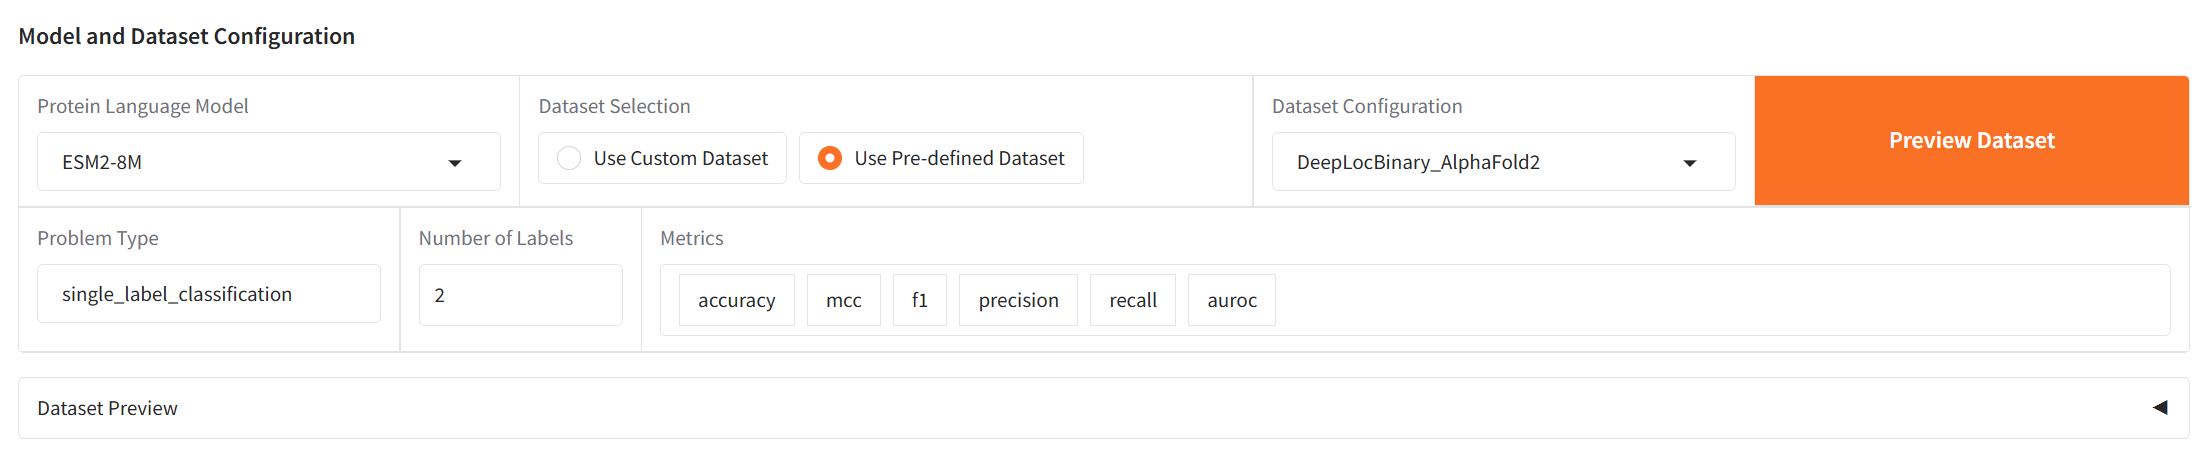 Model and Dataset Configuration
Protein Language Model
ESM2-8M
Dataset Selection
Use Custom Dataset
Use Pre-defined Dataset
Dataset Configuration
DeepLocBinary_AlphaFold2
Preview Dataset
Problem Type
single_label_classification
Number of Labels
2
Metrics
accuracy
mcc
f1
precision
recall
auroc
Dataset Preview